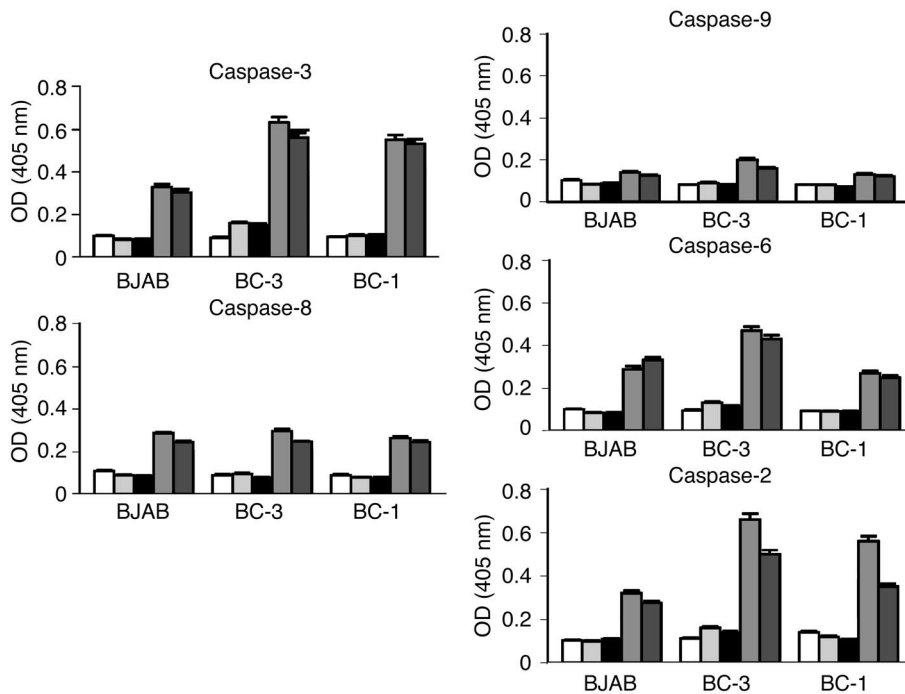 Caspase-3
OD (405 nm)
0.8
0.6
0.4
0.2
0
BJAB BC-3 BC-1
Caspase-8
OD (405 nm)
0.8
0.6
0.4
0.2
0
BJAB BC-3 BC-1
Caspase-9
OD (405 nm)
0.8
0.6
0.4
0.2
0
BJAB BC-3 BC-1
Caspase-6
OD (405 nm)
0.8
0.6
0.4
0.2
0
BJAB BC-3 BC-1
Caspase-2
OD (405 nm)
0.8
0.6
0.4
0.2
0
BJAB BC-3 BC-1